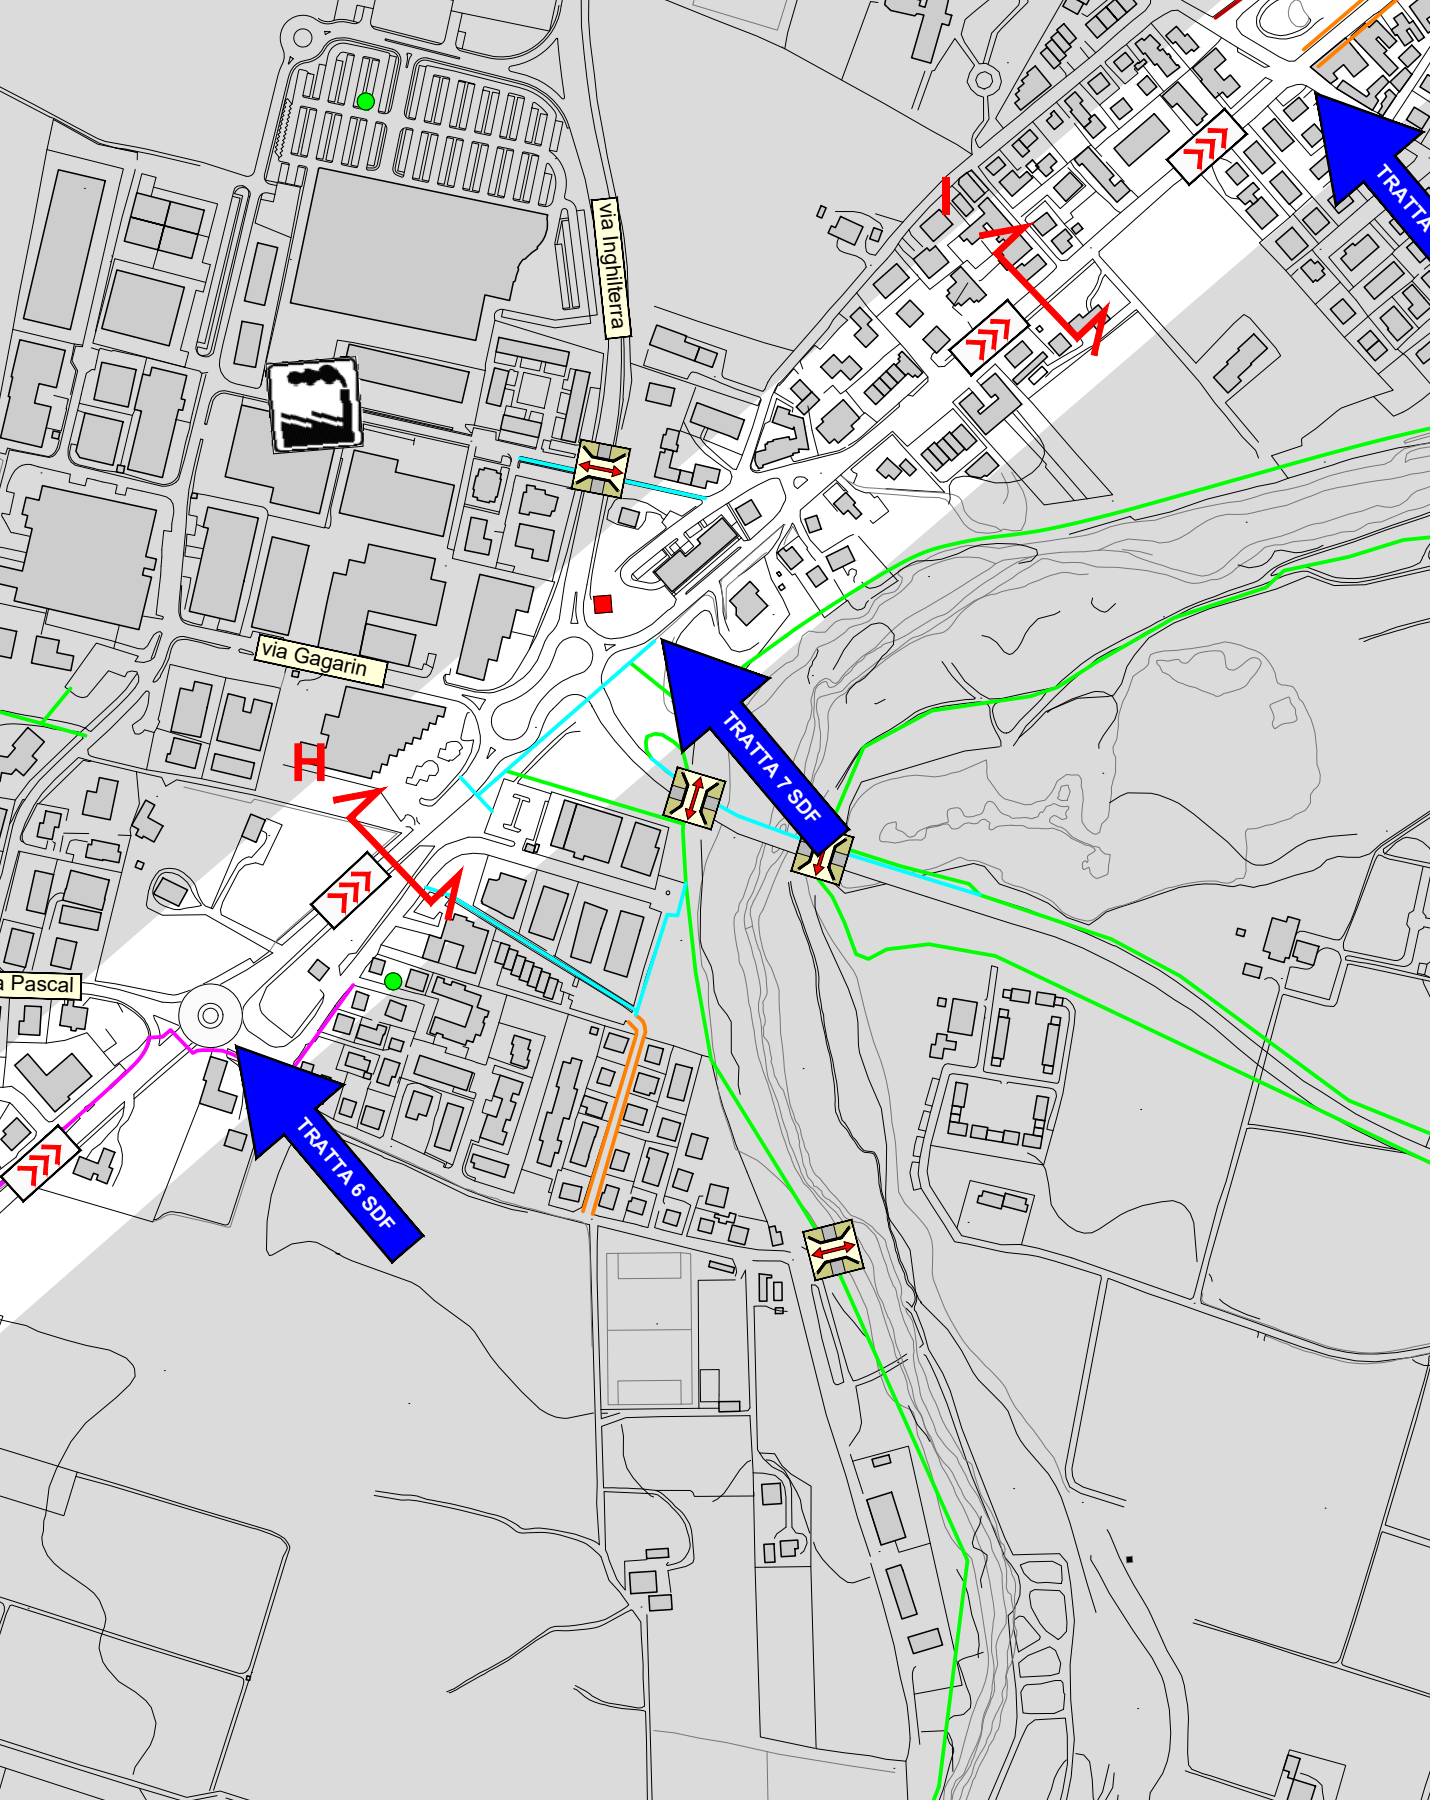 I
TRATTA
via Inghilterra
via Gagarin
H
TRATTA 7 SDF
a Pascal
TRATTA 6 SDF